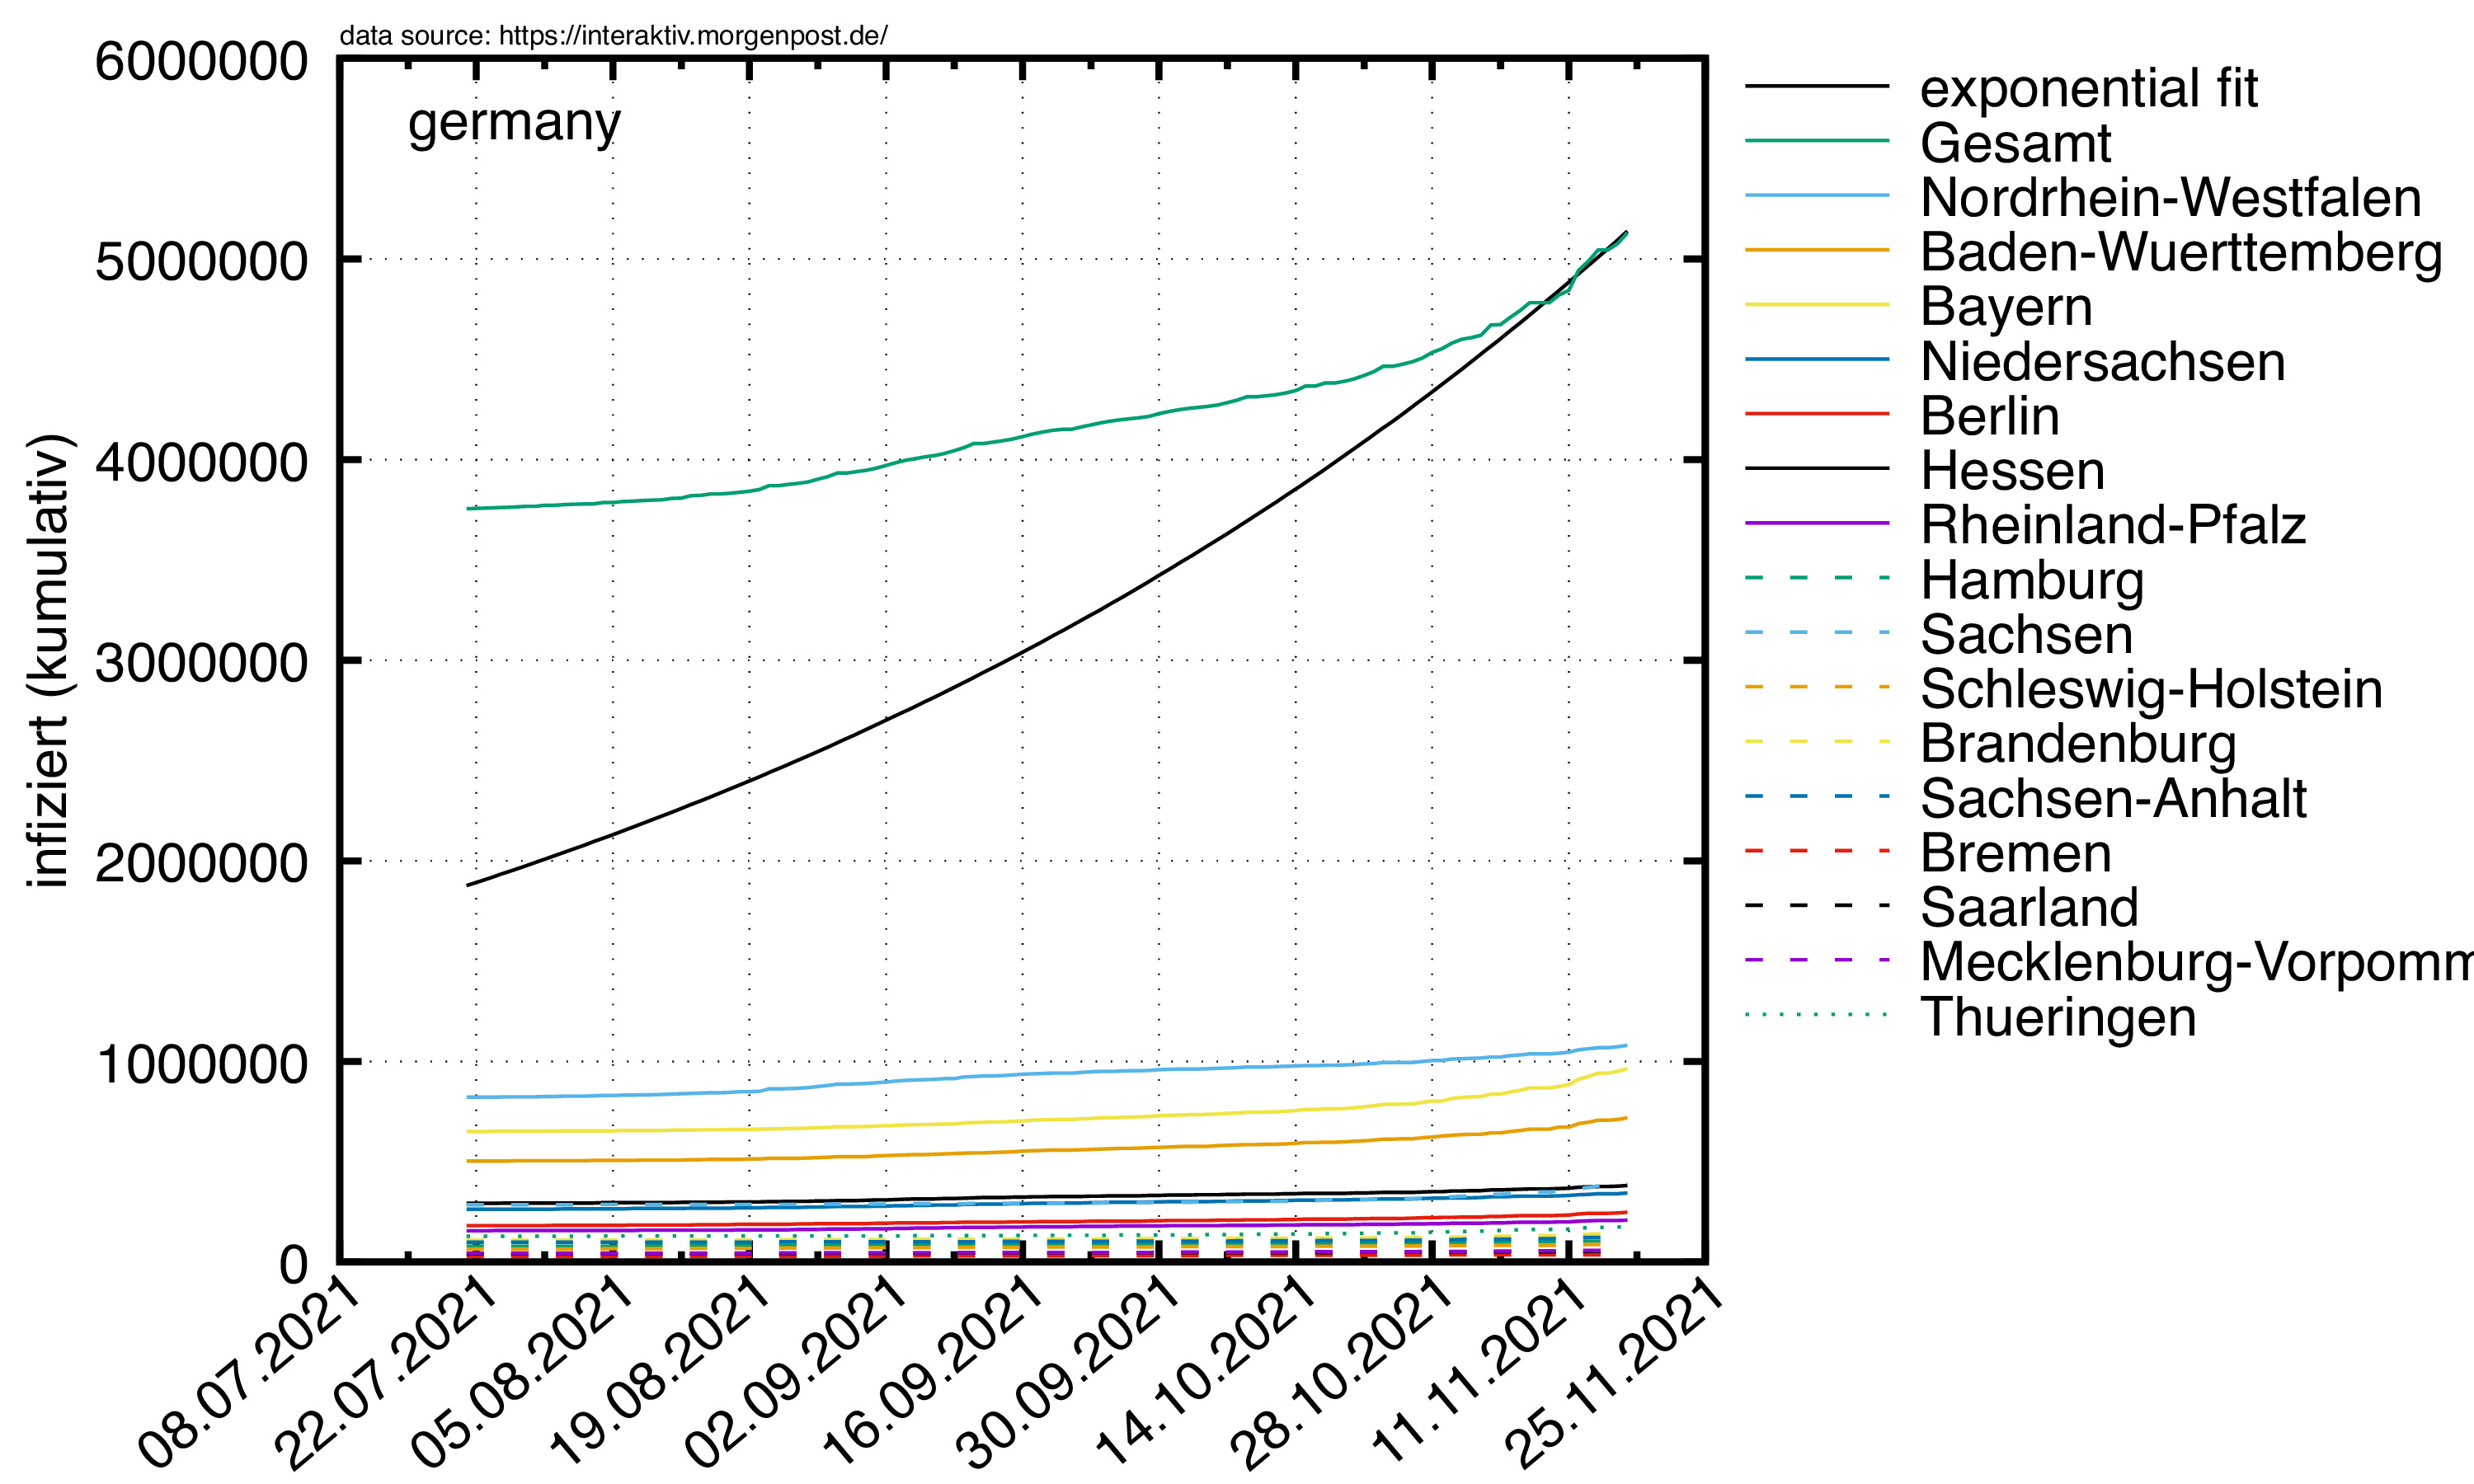 data source: https://interaktiv.morgenpost.de/
germany
infiziert (kumulativ)
6000000
5000000
4000000
3000000
2000000
1000000
0
08.07.2021
22.07.2021
05.08.2021
19.08.2021
02.09.2021
16.09.2021
30.09.2021
14.10.2021
28.10.2021
11.11.2021
25.11.2021
exponential fit
Gesamt
Nordrhein-Westfalen
Baden-Wuerttemberg
Bayern
Niedersachsen
Berlin
Hessen
Rheinland-Pfalz
Hamburg
Sachsen
Schleswig-Holstein
Brandenburg
Sachsen-Anhalt
Bremen
Saarland
Mecklenburg-Vorpomm
Thueringen